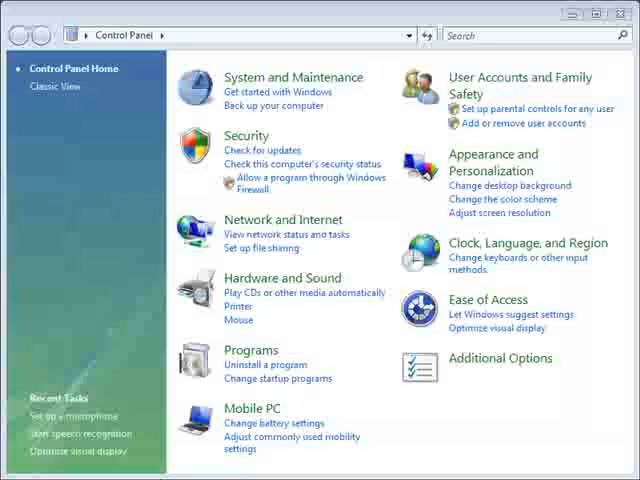 Control Panel
Search
Control Panel Home
Classic View
Recent Tasks
Set up a microphone
Start speech recognition
Optimize visual display
System and Maintenance
Get started with Windows
Back up your computer
Security
Check for updates
Check this computer's security status
Allow a program through Windows
Firewall
Network and Internet
View network status and tasks
Set up file sharing
Hardware and Sound
Play CDs or other media automatically
Printer
Mouse
Programs
Uninstall a program
Change startup programs
Mobile PC
Change battery settings
Adjust commonly used mobility
settings
User Accounts and Family
Safety
Set up parental controls for any user
Add or remove user accounts
Appearance and
Personalization
Change desktop background
Change the color scheme
Adjust screen resolution
Clock, Language, and Region
Change keyboards or other input
methods
Ease of Access
Let Windows suggest settings
Optimize visual display
Additional Options